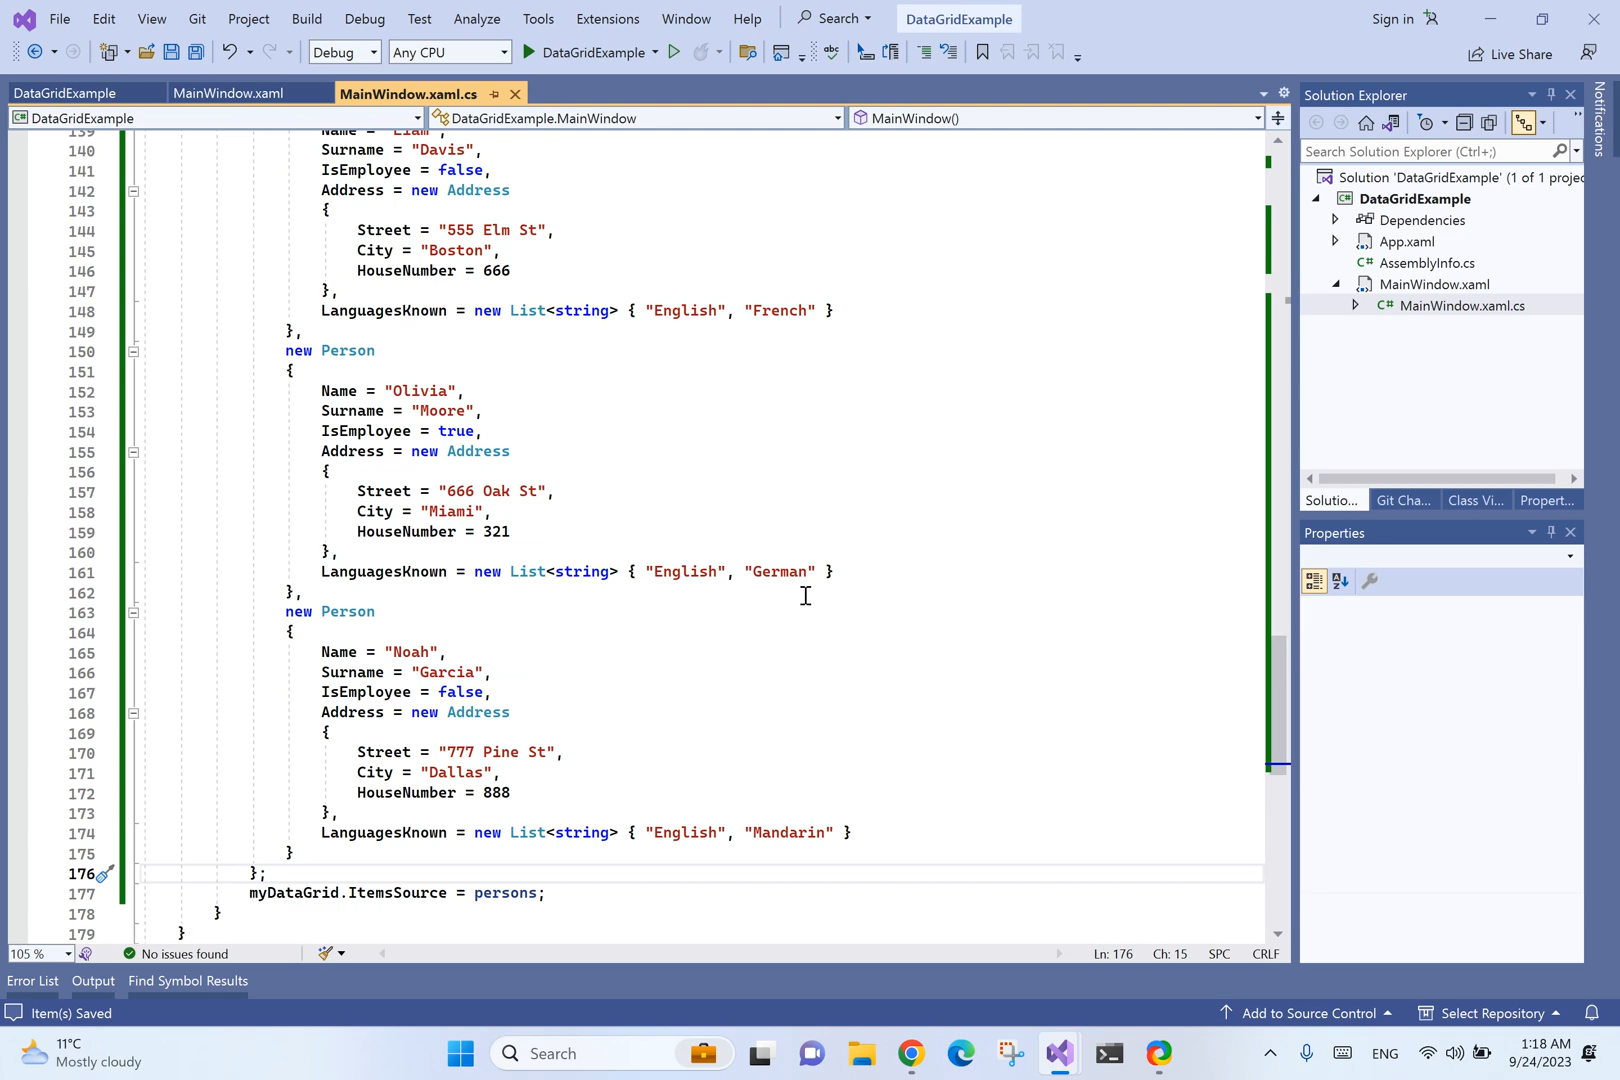 File Edit View Git Project Build Debug Test Analyze Tools Extensions Window Help Search DataGridExample Sign in
Debug Any CPU DataGridExample Live Share
DataGridExample MainWindow.xaml MainWindow.xaml.cs
DataGridExample DataGridExample.MainWindow MainWindow()
139 Name = "Liam",
140 Surname = "Davis",
141 IsEmployee = false,
142 Address = new Address
143 {
144 Street = "555 Elm St",
145 City = "Boston",
146 HouseNumber = 666
147 },
148 LanguagesKnown = new List<string> { "English", "French" }
149 },
150 new Person
151 {
152 Name = "Olivia",
153 Surname = "Moore",
154 IsEmployee = true,
155 Address = new Address
156 {
157 Street = "666 Oak St",
158 City = "Miami",
159 HouseNumber = 321
160 },
161 LanguagesKnown = new List<string> { "English", "German" }
162 },
163 new Person
164 {
165 Name = "Noah",
166 Surname = "Garcia",
167 IsEmployee = false,
168 Address = new Address
169 {
170 Street = "777 Pine St",
171 City = "Dallas",
172 HouseNumber = 888
173 },
174 LanguagesKnown = new List<string> { "English", "Mandarin" }
175 }
176 };
177 myDataGrid.ItemsSource = persons;
178 }
179 }
105 % No issues found Ln: 176 Ch: 15 SPC CRLF
Solution Explorer
Search Solution Explorer (Ctrl+;)
Solution 'DataGridExample' (1 of 1 projec
DataGridExample
Dependencies
App.xaml
AssemblyInfo.cs
MainWindow.xaml
MainWindow.xaml.cs
Solutio... Git Cha... Class Vi... Propert...
Properties
Notifications
Error List Output Find Symbol Results
Item(s) Saved Add to Source Control Select Repository
11°C
Mostly cloudy
Search
ENG
1:18 AM
9/24/2023